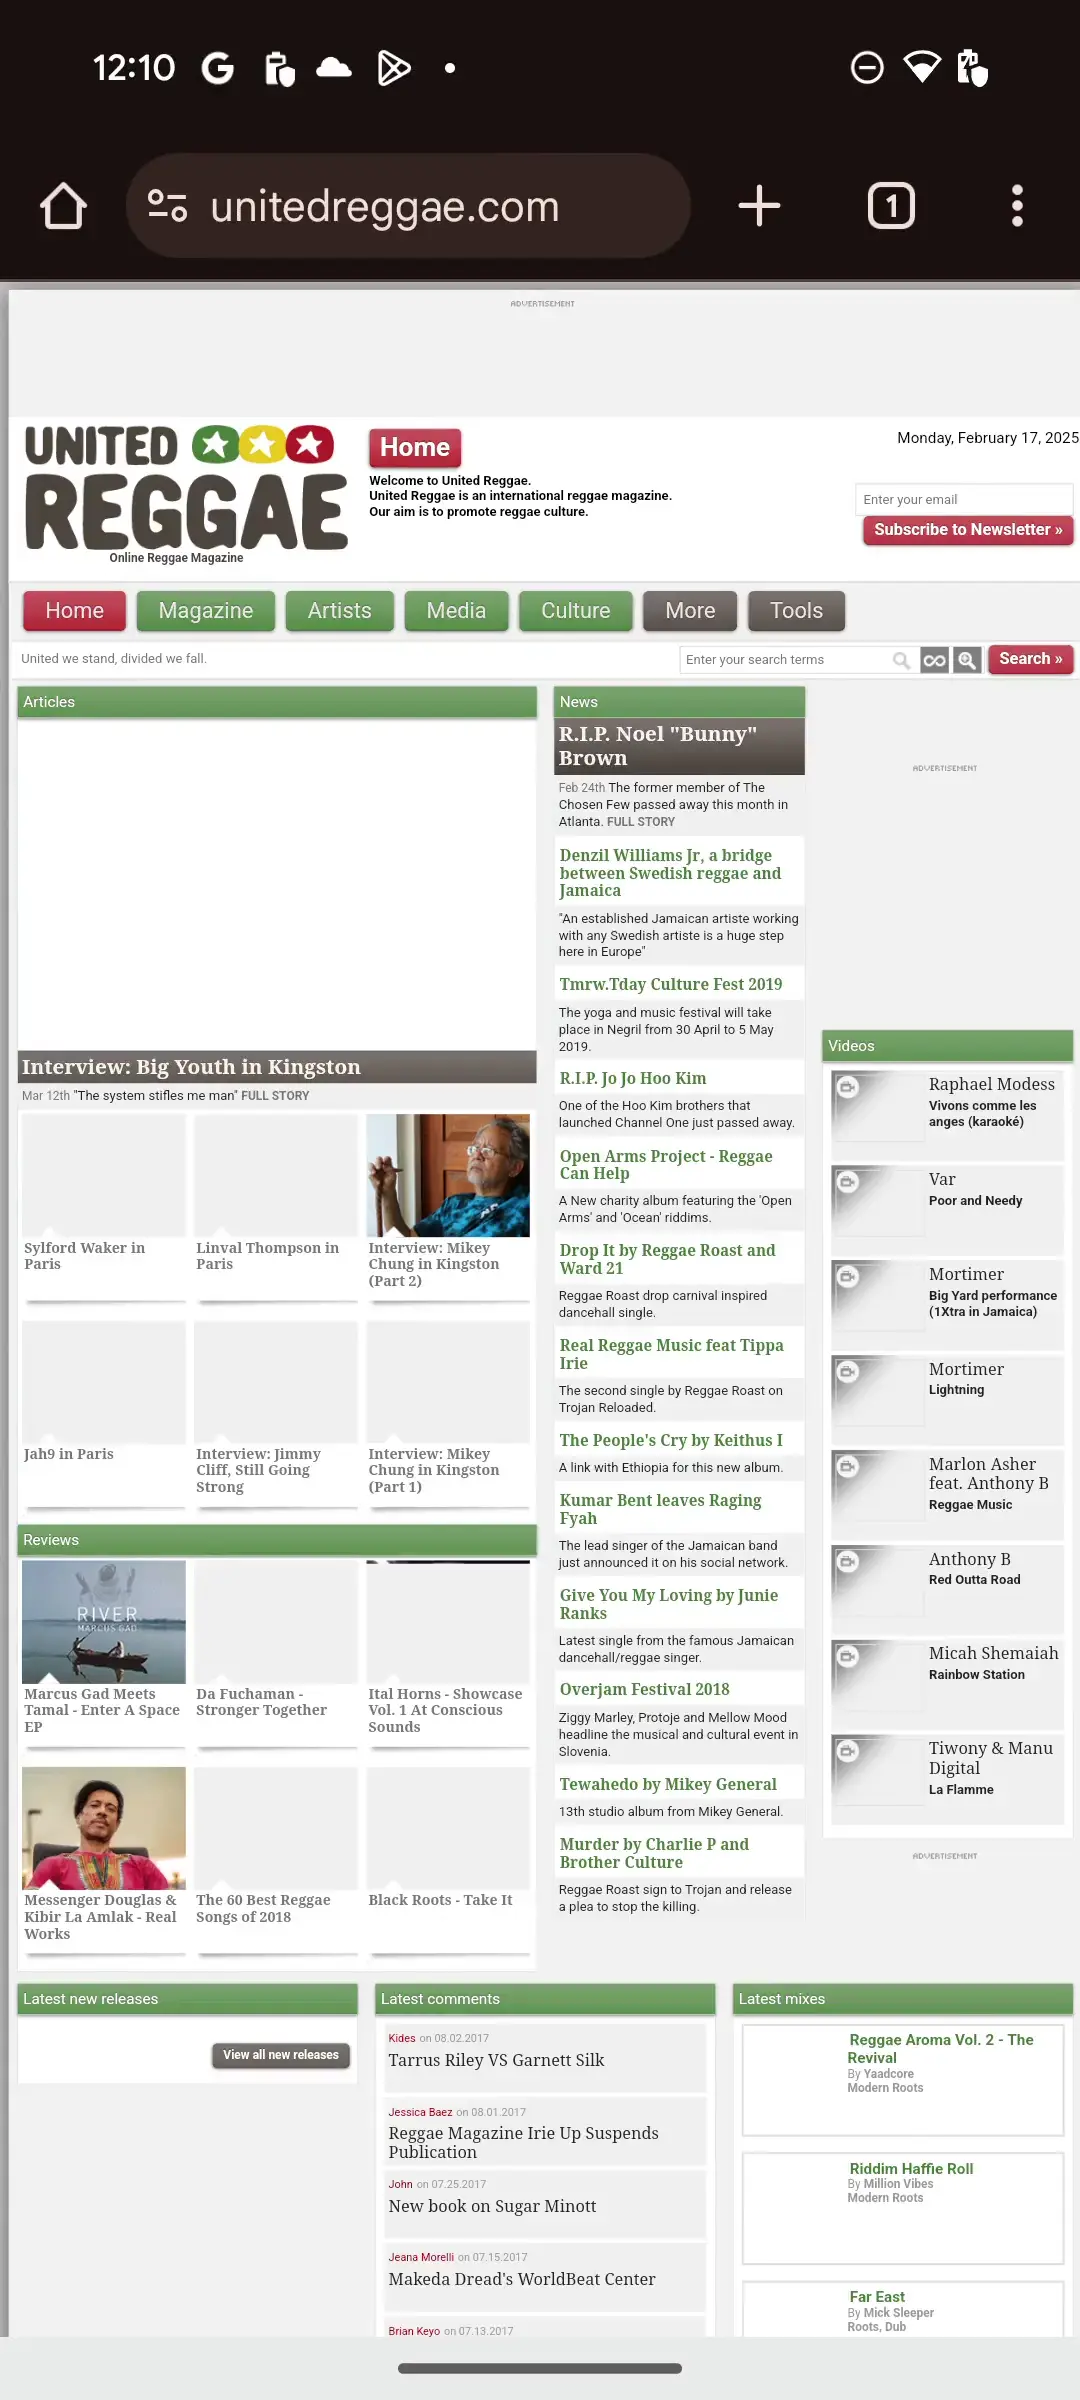 12:10
unitedreggae.com
1
ADVERTISEMENT
UNITED
REGGAE
Online Reggae Magazine
Home
Welcome to United Reggae.
United Reggae is an international reggae magazine.
Our aim is to promote reggae culture.
Monday, February 17, 2025
Enter your email
Subscribe to Newsletter »
Home
Magazine
Artists
Media
Culture
More
Tools
United we stand, divided we fall.
Enter your search terms
Search »
Articles
Interview: Big Youth in Kingston
Mar 12th "The system stifles me man" FULL STORY
Sylford Waker in
Paris
Linval Thompson in
Paris
Interview: Mikey
Chung in Kingston
(Part 2)
Jah9 in Paris
Interview: Jimmy
Cliff, Still Going
Strong
Interview: Mikey
Chung in Kingston
(Part 1)
Reviews
RIVER
MARCUS GAD
Marcus Gad Meets
Tamal - Enter A Space
EP
Da Fuchaman -
Stronger Together
Ital Horns - Showcase
Vol. 1 At Conscious
Sounds
Messenger Douglas &
Kibir La Amlak - Real
Works
The 60 Best Reggae
Songs of 2018
Black Roots - Take It
News
R.I.P. Noel "Bunny"
Brown
Feb 24th The former member of The
Chosen Few passed away this month in
Atlanta. FULL STORY
Denzil Williams Jr, a bridge
between Swedish reggae and
Jamaica
"An established Jamaican artiste working
with any Swedish artiste is a huge step
here in Europe"
Tmrw.Tday Culture Fest 2019
The yoga and music festival will take
place in Negril from 30 April to 5 May
2019.
R.I.P. Jo Jo Hoo Kim
One of the Hoo Kim brothers that
launched Channel One just passed away.
Open Arms Project - Reggae
Can Help
A New charity album featuring the 'Open
Arms' and 'Ocean' riddims.
Drop It by Reggae Roast and
Ward 21
Reggae Roast drop carnival inspired
dancehall single.
Real Reggae Music feat Tippa
Irie
The second single by Reggae Roast on
Trojan Reloaded.
The People's Cry by Keithus I
A link with Ethiopia for this new album.
Kumar Bent leaves Raging
Fyah
The lead singer of the Jamaican band
just announced it on his social network.
Give You My Loving by Junie
Ranks
Latest single from the famous Jamaican
dancehall/reggae singer.
Overjam Festival 2018
Ziggy Marley, Protoje and Mellow Mood
headline the musical and cultural event in
Slovenia.
Tewahedo by Mikey General
13th studio album from Mikey General.
Murder by Charlie P and
Brother Culture
Reggae Roast sign to Trojan and release
a plea to stop the killing.
ADVERTISEMENT
Videos
Raphael Modess
Vivons comme les
anges (karaoké)
Var
Poor and Needy
Mortimer
Big Yard performance
(1Xtra in Jamaica)
Mortimer
Lightning
Marlon Asher
feat. Anthony B
Reggae Music
Anthony B
Red Outta Road
Micah Shemaiah
Rainbow Station
Tiwony & Manu
Digital
La Flamme
ADVERTISEMENT
Latest new releases
View all new releases
Latest comments
Kides on 08.02.2017
Tarrus Riley VS Garnett Silk
Jessica Baez on 08.01.2017
Reggae Magazine Irie Up Suspends
Publication
John on 07.25.2017
New book on Sugar Minott
Jeana Morelli on 07.15.2017
Makeda Dread's WorldBeat Center
Brian Keyo on 07.13.2017
Latest mixes
Reggae Aroma Vol. 2 - The
Revival
By Yaadcore
Modern Roots
Riddim Haffie Roll
By Million Vibes
Modern Roots
Far East
By Mick Sleeper
Roots, Dub